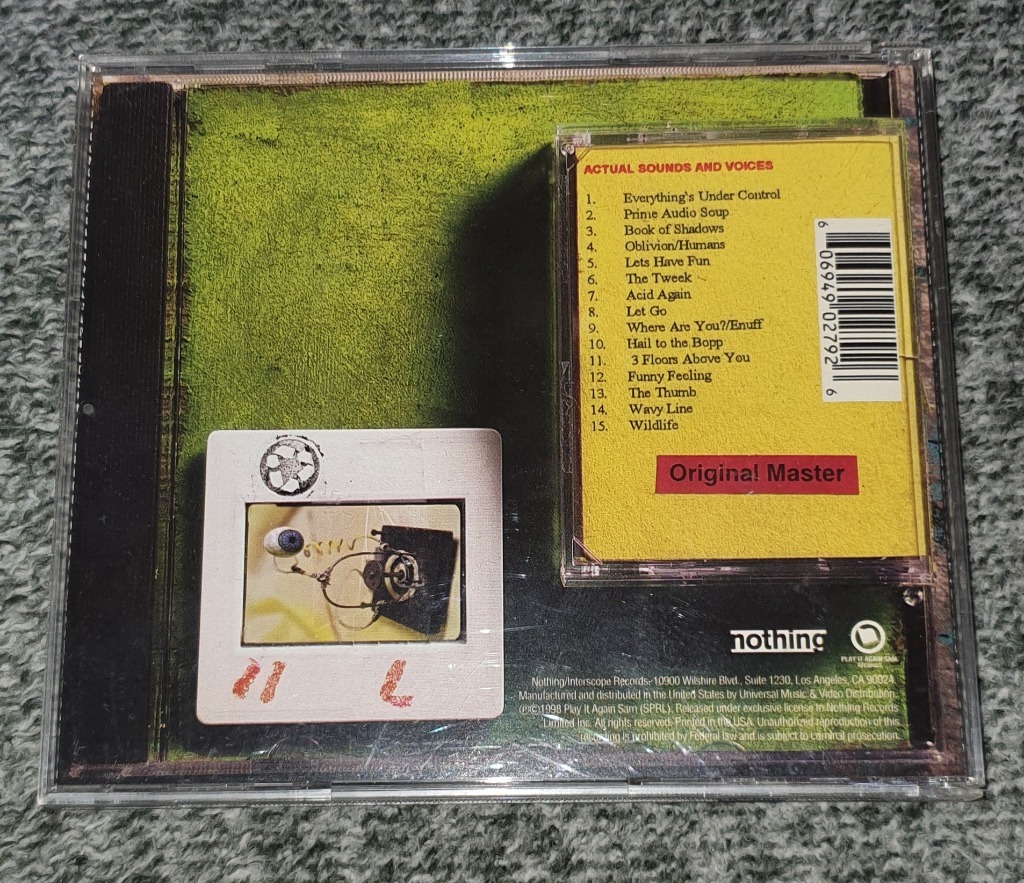 ACTUAL SOUNDS AND VOICES
1. Everything's Under Control
2. Prime Audio Soup
3. Book of Shadows
4. Oblivion/Humans
5. Lets Have Fun
6. The Tweek
7. Acid Again
8. Let Go
9. Where Are You?/Enuff
10. Hail to the Bopp
11. 3 Floors Above You
12. Funny Feeling
13. The Thumb
14. Wavy Line
15. Wildlife
6 06949 02792 6
Original Master
nothing
PLAY IT AGAIN SAM
RECORDS
Nothing/Interscope Records: 10900 Wilshire Blvd., Suite 1230, Los Angeles, CA 90024.
Manufactured and distributed in the United States by Universal Music & Video Distribution.
℗©1998 Play It Again Sam (SPRL). Released under exclusive license to Nothing Records
Limited Inc. All rights reserved. Printed in the USA. Unauthorized reproduction of this
recording is prohibited by Federal law and is subject to criminal prosecution.